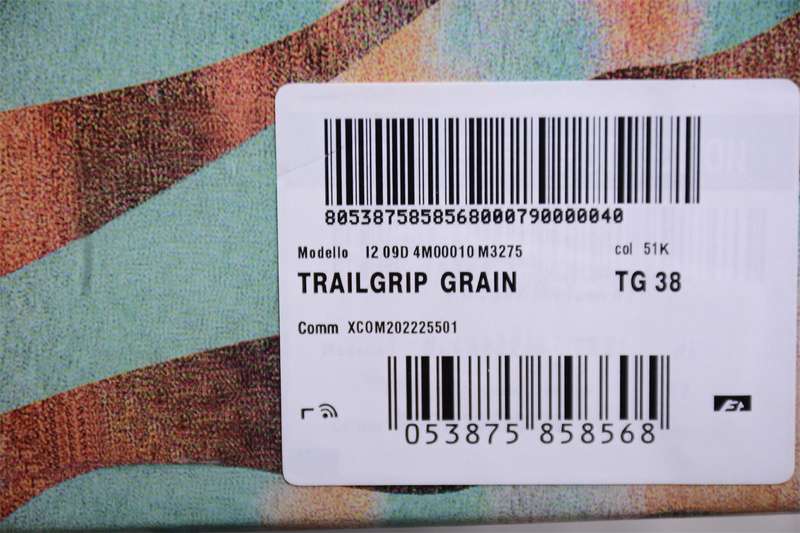 8053875858568000790000040
Modello I2 09D 4M00010 M3275 col 51K
TRAILGRIP GRAIN TG 38
Comm XCOM202225501
053875 858568